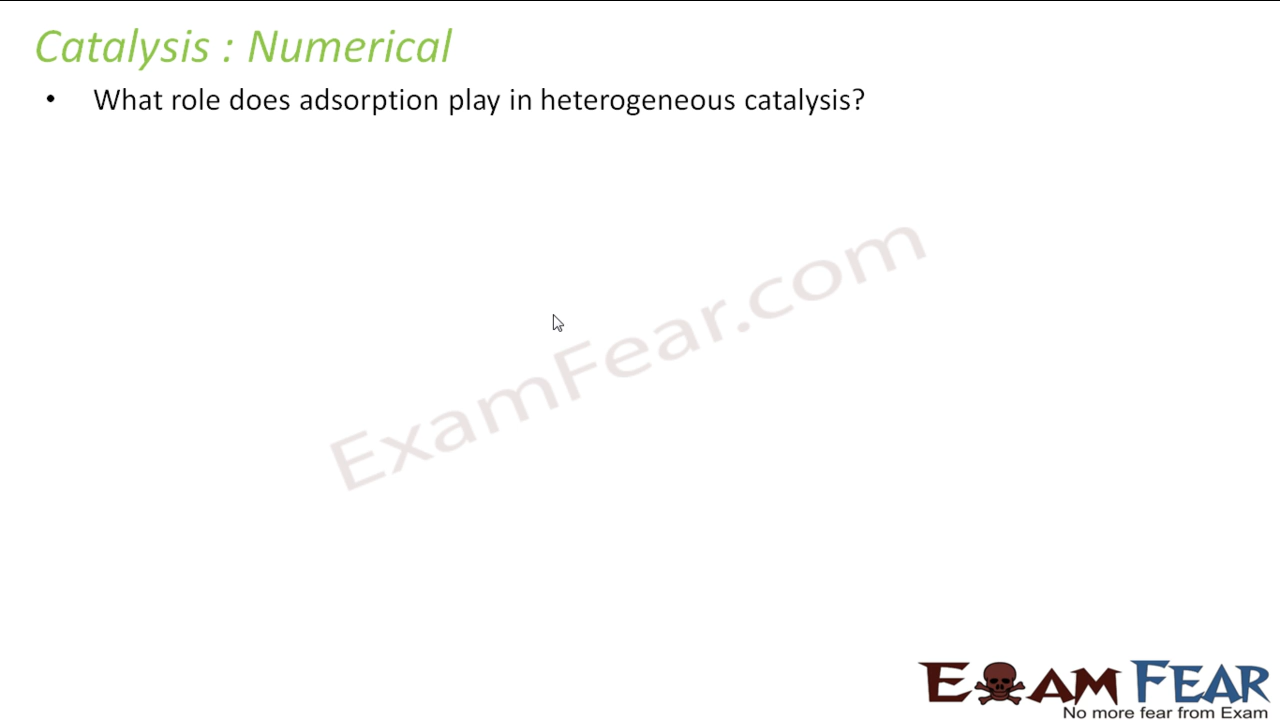 Catalysis : Numerical
• What role does adsorption play in heterogeneous catalysis?
ExamFear.com
EXAM FEAR
No more fear from Exam